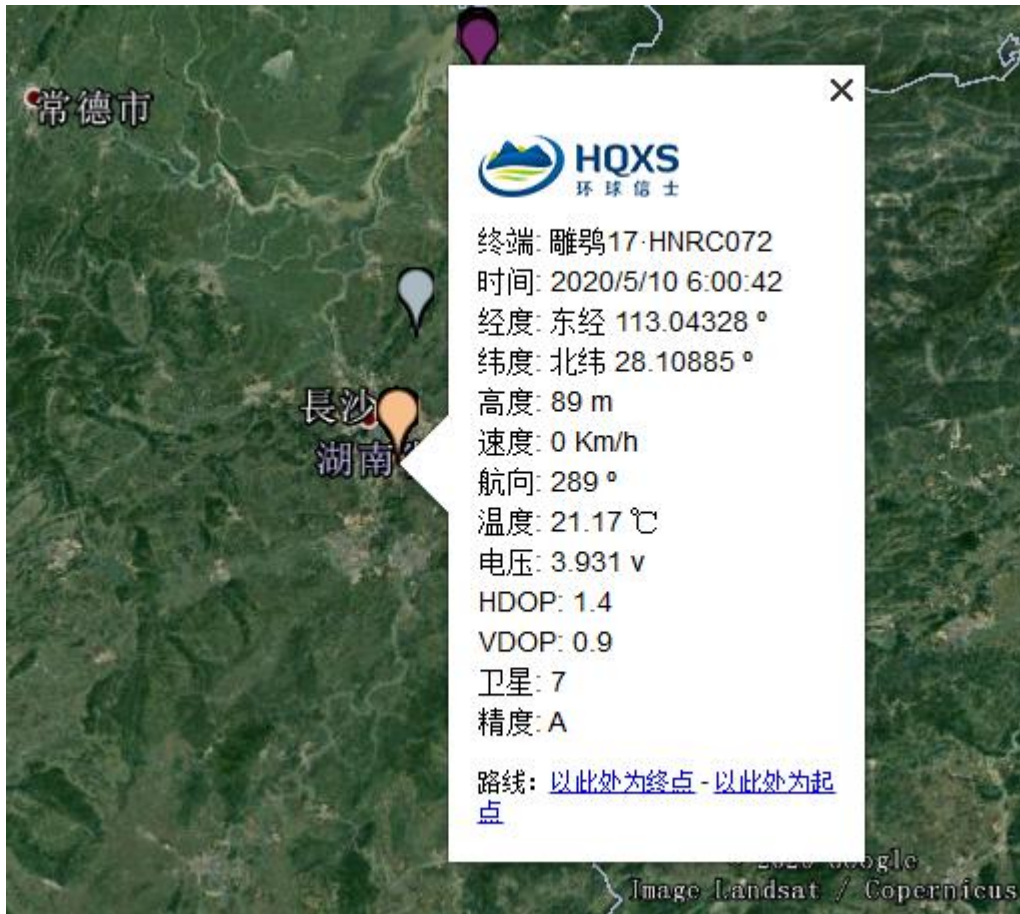 常德市
HQXS
环球信士
终端: 雕鸮17·HNRC072
时间: 2020/5/10 6:00:42
经度: 东经 113.04328 º
纬度: 北纬 28.10885 º
高度: 89 m
長沙
速度: 0 Km/h
湖南
航向: 289 º
温度: 21.17 ℃
电压: 3.931 v
HDOP: 1.4
VDOP: 0.9
卫星: 7
精度: A
路线: 以此处为终点 - 以此处为起
点
Image Landsat / Copernicus